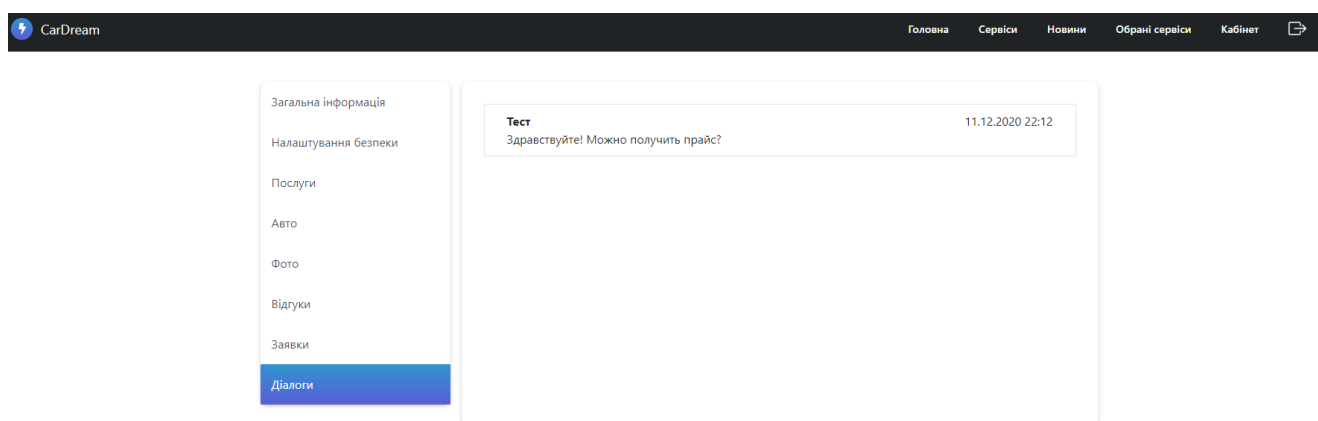 CarDream
Головна Сервіси Новини Обрані сервіси Кабінет
Загальна інформація
Налаштування безпеки
Послуги
Авто
Фото
Відгуки
Заявки
Діалоги
Тест 11.12.2020 22:12
Здравствуйте! Можно получить прайс?